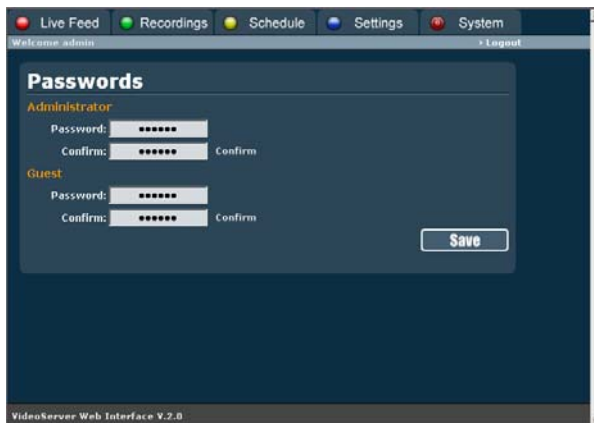 Live Feed Recordings Schedule Settings System
Welcome admin › Logout
Passwords
Administrator
Password: ••••••
Confirm: •••••• Confirm
Guest
Password: ••••••
Confirm: •••••• Confirm
Save
VideoServer Web Interface V.2.0